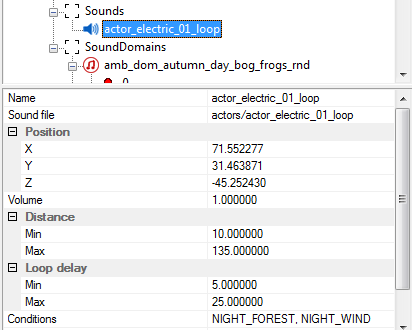 Sounds
actor_electric_01_loop
SoundDomains
amb_dom_autumn_day_bog_frogs_rnd
0
Name actor_electric_01_loop
Sound file actors/actor_electric_01_loop
Position
X 71.552277
Y 31.463871
Z -45.252430
Volume 1.000000
Distance
Min 10.000000
Max 135.000000
Loop delay
Min 5.000000
Max 25.000000
Conditions NIGHT_FOREST, NIGHT_WIND